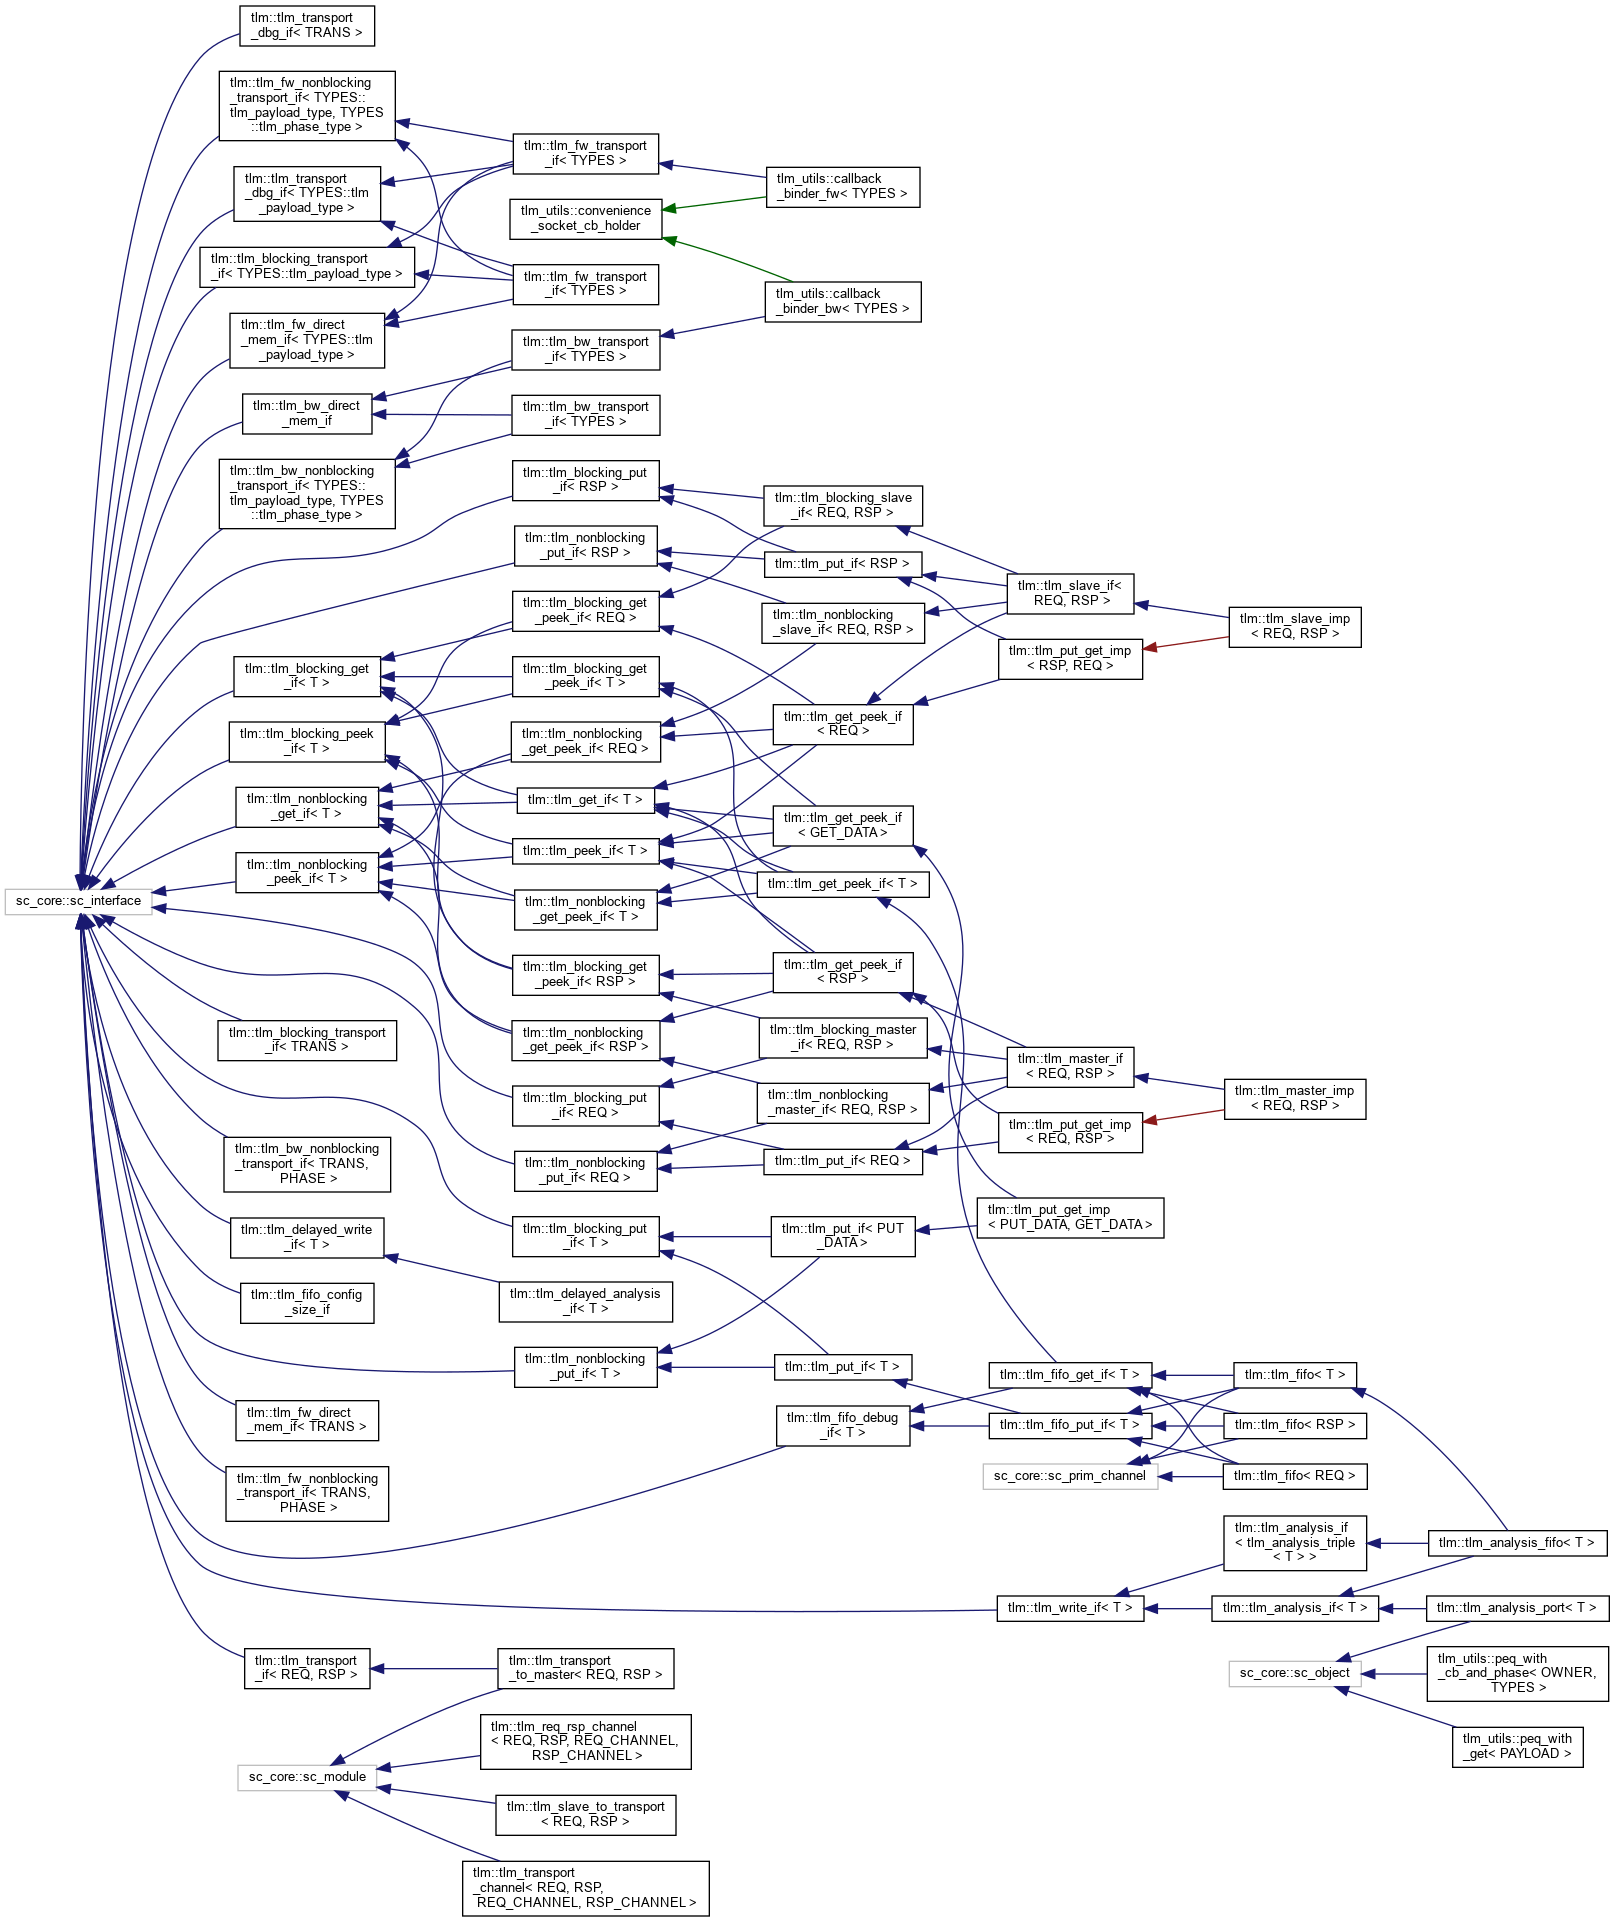 tlm::tlm_transport
_dbg_if< TRANS >
tlm::tlm_fw_nonblocking
_transport_if< TYPES::
tlm_payload_type, TYPES
::tlm_phase_type >
tlm::tlm_transport
_dbg_if< TYPES::tlm
_payload_type >
tlm::tlm_blocking_transport
_if< TYPES::tlm_payload_type >
tlm::tlm_fw_direct
_mem_if< TYPES::tlm
_payload_type >
tlm::tlm_bw_direct
_mem_if
tlm::tlm_bw_nonblocking
_transport_if< TYPES::
tlm_payload_type, TYPES
::tlm_phase_type >
tlm::tlm_blocking_get
_if< T >
tlm::tlm_blocking_peek
_if< T >
tlm::tlm_nonblocking
_get_if< T >
tlm::tlm_nonblocking
_peek_if< T >
sc_core::sc_interface
tlm::tlm_blocking_transport
_if< TRANS >
tlm::tlm_bw_nonblocking
_transport_if< TRANS,
PHASE >
tlm::tlm_delayed_write
_if< T >
tlm::tlm_fifo_config
_size_if
tlm::tlm_fw_direct
_mem_if< TRANS >
tlm::tlm_fw_nonblocking
_transport_if< TRANS,
PHASE >
tlm::tlm_transport
_if< REQ, RSP >
sc_core::sc_module
tlm::tlm_fw_transport
_if< TYPES >
tlm_utils::convenience
_socket_cb_holder
tlm::tlm_fw_transport
_if< TYPES >
tlm::tlm_bw_transport
_if< TYPES >
tlm::tlm_bw_transport
_if< TYPES >
tlm::tlm_blocking_put
_if< RSP >
tlm::tlm_nonblocking
_put_if< RSP >
tlm::tlm_blocking_get
_peek_if< REQ >
tlm::tlm_blocking_get
_peek_if< T >
tlm::tlm_nonblocking
_get_peek_if< REQ >
tlm::tlm_get_if< T >
tlm::tlm_peek_if< T >
tlm::tlm_nonblocking
_get_peek_if< T >
tlm::tlm_blocking_get
_peek_if< RSP >
tlm::tlm_nonblocking
_get_peek_if< RSP >
tlm::tlm_blocking_put
_if< REQ >
tlm::tlm_nonblocking
_put_if< REQ >
tlm::tlm_blocking_put
_if< T >
tlm::tlm_delayed_analysis
_if< T >
tlm::tlm_nonblocking
_put_if< T >
tlm::tlm_transport
_to_master< REQ, RSP >
tlm::tlm_req_rsp_channel
< REQ, RSP, REQ_CHANNEL,
RSP_CHANNEL >
tlm::tlm_slave_to_transport
< REQ, RSP >
tlm::tlm_transport
_channel< REQ, RSP,
REQ_CHANNEL, RSP_CHANNEL >
tlm_utils::callback
_binder_fw< TYPES >
tlm_utils::callback
_binder_bw< TYPES >
tlm::tlm_blocking_slave
_if< REQ, RSP >
tlm::tlm_put_if< RSP >
tlm::tlm_nonblocking
_slave_if< REQ, RSP >
tlm::tlm_get_peek_if
< REQ >
tlm::tlm_get_peek_if
< GET_DATA >
tlm::tlm_get_peek_if< T >
tlm::tlm_get_peek_if
< RSP >
tlm::tlm_blocking_master
_if< REQ, RSP >
tlm::tlm_nonblocking
_master_if< REQ, RSP >
tlm::tlm_put_if< REQ >
tlm::tlm_put_if< PUT
_DATA >
tlm::tlm_put_if< T >
tlm::tlm_fifo_debug
_if< T >
tlm::tlm_slave_if<
REQ, RSP >
tlm::tlm_put_get_imp
< RSP, REQ >
tlm::tlm_master_if
< REQ, RSP >
tlm::tlm_put_get_imp
< REQ, RSP >
tlm::tlm_put_get_imp
< PUT_DATA, GET_DATA >
tlm::tlm_fifo_get_if< T >
tlm::tlm_fifo_put_if< T >
sc_core::sc_prim_channel
tlm::tlm_write_if< T >
tlm::tlm_slave_imp
< REQ, RSP >
tlm::tlm_master_imp
< REQ, RSP >
tlm::tlm_fifo< T >
tlm::tlm_fifo< RSP >
tlm::tlm_fifo< REQ >
tlm::tlm_analysis_if
< tlm_analysis_triple
< T > >
tlm::tlm_analysis_if< T >
sc_core::sc_object
tlm::tlm_analysis_fifo< T >
tlm::tlm_analysis_port< T >
tlm_utils::peq_with
_cb_and_phase< OWNER,
TYPES >
tlm_utils::peq_with
_get< PAYLOAD >